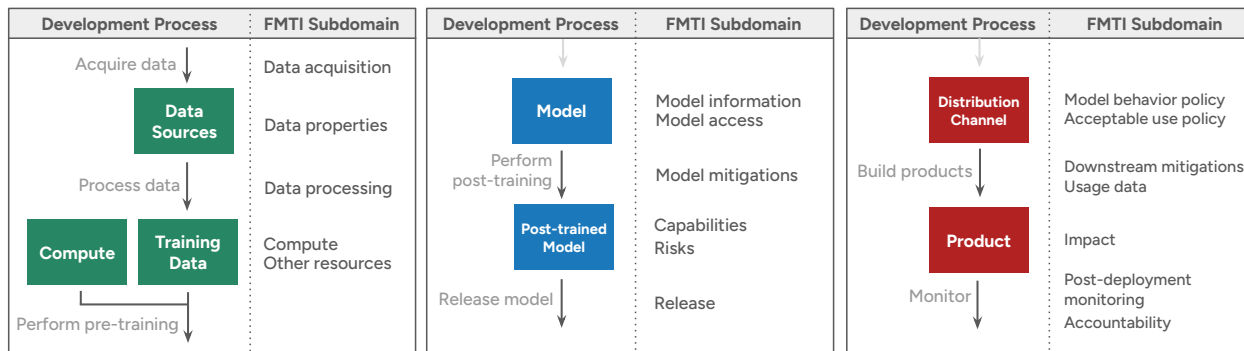 Development Process
FMTI Subdomain
Acquire data
Data acquisition
Data
Sources
Data properties
Process data
Data processing
Compute
Training
Data
Compute
Other resources
Perform pre-training
Development Process
FMTI Subdomain
Model
Model information
Model access
Perform
post-training
Model mitigations
Post-trained
Model
Capabilities
Risks
Release model
Release
Development Process
FMTI Subdomain
Distribution
Channel
Model behavior policy
Acceptable use policy
Build products
Downstream mitigations
Usage data
Product
Impact
Monitor
Post-deployment
monitoring
Accountability